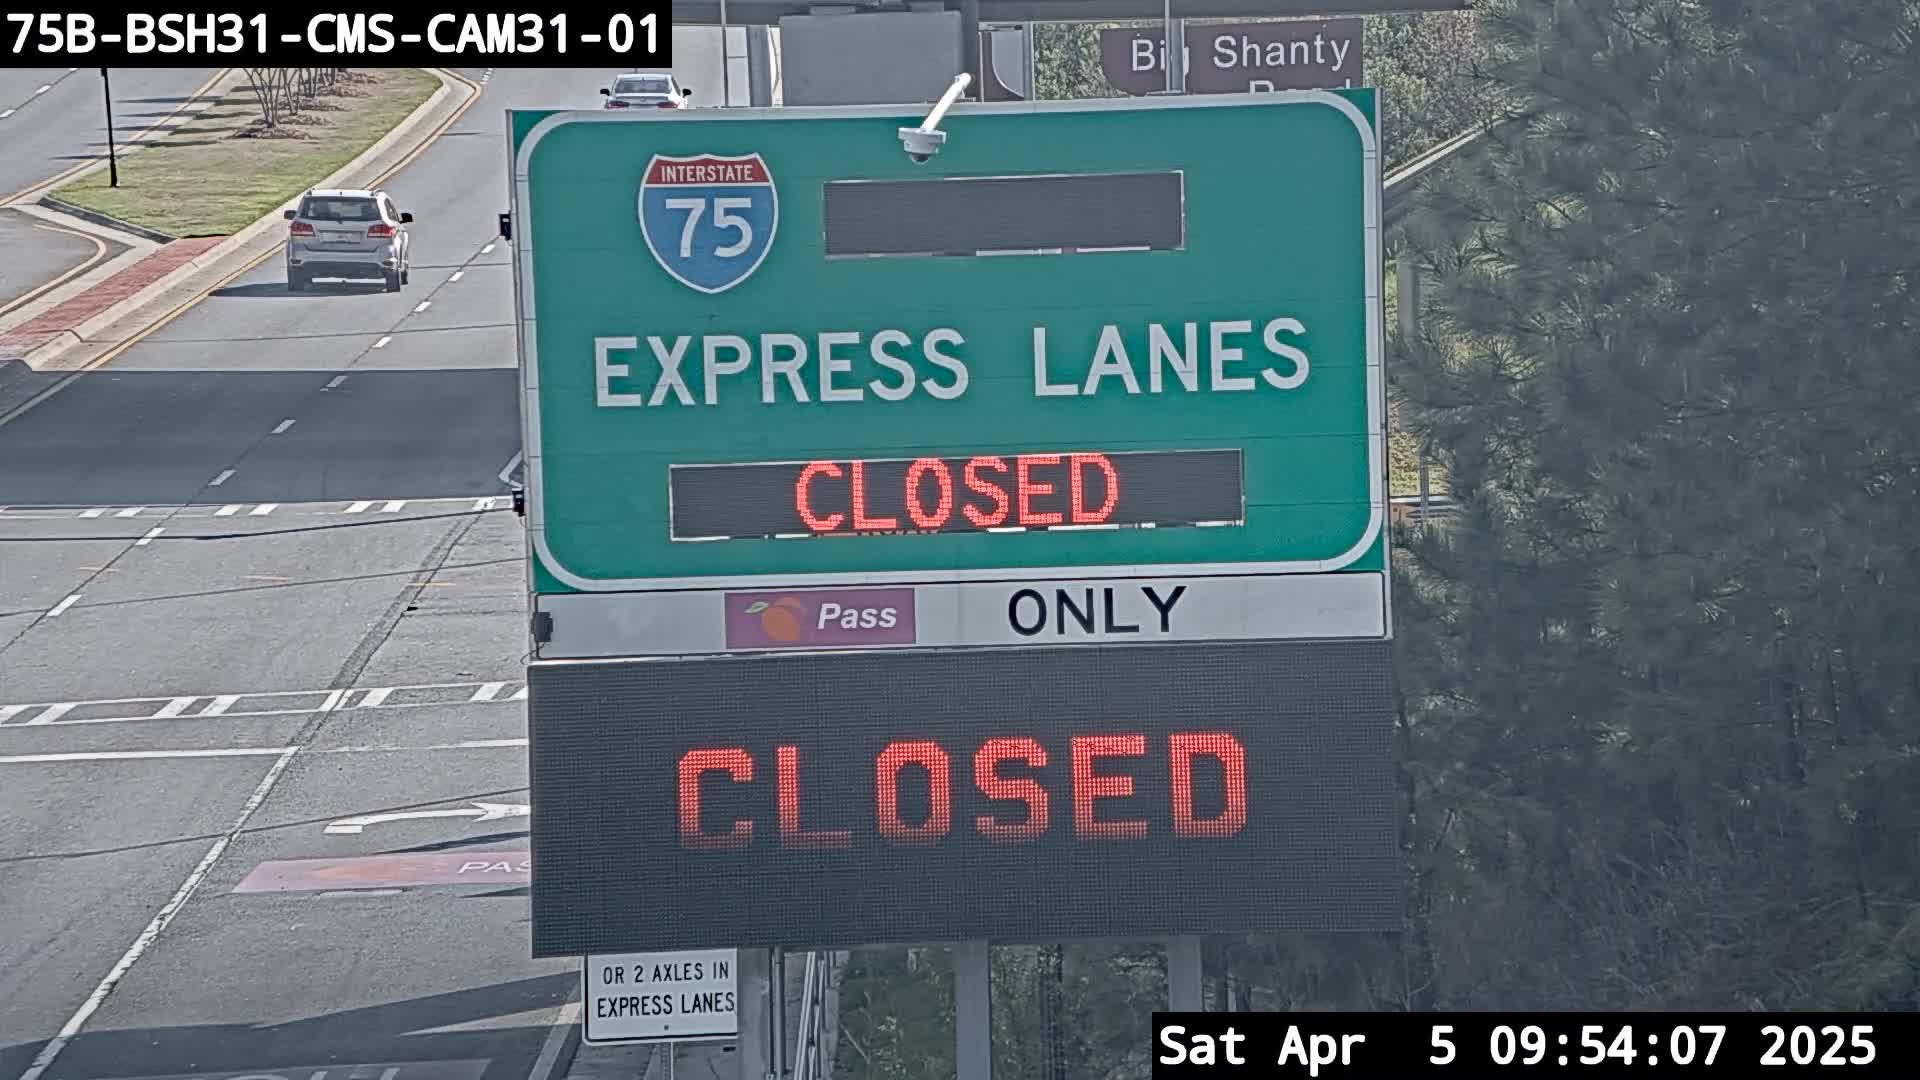 75B-BSH31-CMS-CAM31-01
Big Shanty
INTERSTATE
75
EXPRESS LANES
CLOSED
Pass ONLY
CLOSED
PAS
OR 2 AXLES IN
EXPRESS LANES
Sat Apr 5 09:54:07 2025